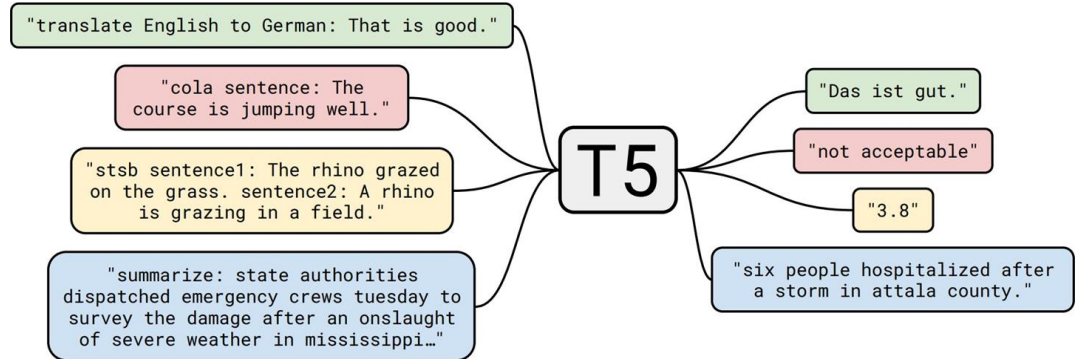 "translate English to German: That is good."
"cola sentence: The
course is jumping well."
"stsb sentence1: The rhino grazed
on the grass. sentence2: A rhino
is grazing in a field."
"summarize: state authorities
dispatched emergency crews tuesday to
survey the damage after an onslaught
of severe weather in mississippi…"
T5
"Das ist gut."
"not acceptable"
"3.8"
"six people hospitalized after
a storm in attala county."